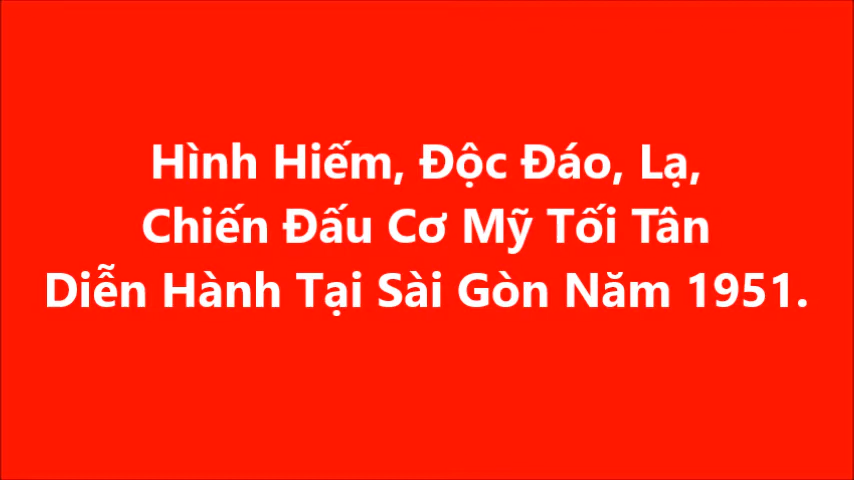 Hình Hiếm, Độc Đáo, Lạ,
Chiến Đấu Cơ Mỹ Tối Tân
Diễn Hành Tại Sài Gòn Năm 1951.